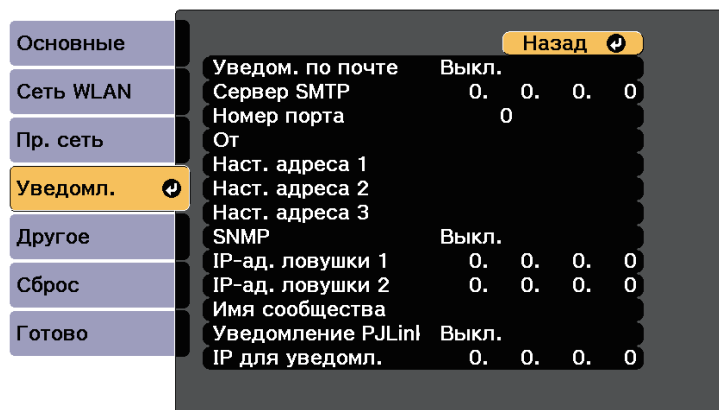 Основные
Сеть WLAN
Пр. сеть
Уведомл.
Другое
Сброс
Готово
Назад
Уведом. по почте Выкл.
Сервер SMTP 0. 0. 0. 0
Номер порта 0
От
Наст. адреса 1
Наст. адреса 2
Наст. адреса 3
SNMP Выкл.
IP-ад. ловушки 1 0. 0. 0. 0
IP-ад. ловушки 2 0. 0. 0. 0
Имя сообщества
Уведомление PJLink Выкл.
IP для уведомл. 0. 0. 0. 0